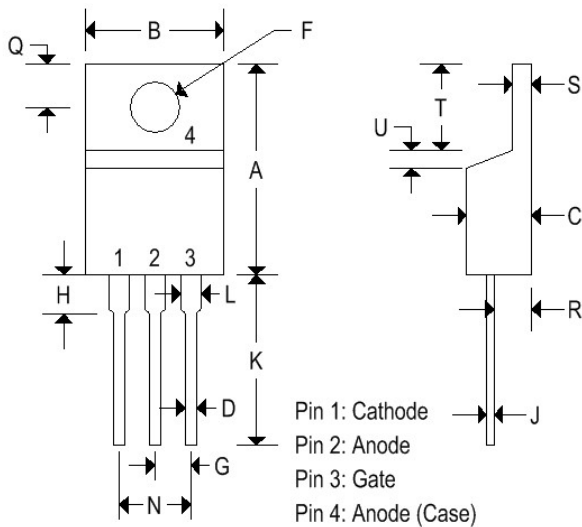 B
F
Q
S
T
4
U
A
C
1 2 3
H
L
R
K
D
J
G
N
Pin 1: Cathode
Pin 2: Anode
Pin 3: Gate
Pin 4: Anode (Case)